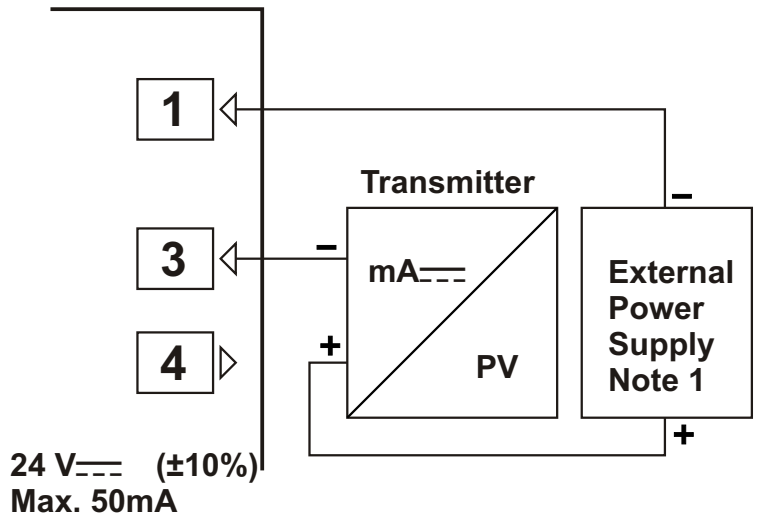 1
Transmitter
−
3
−
mA
External
Power
Supply
Note 1
+
4
PV
+
24 V (±10%)
Max. 50mA